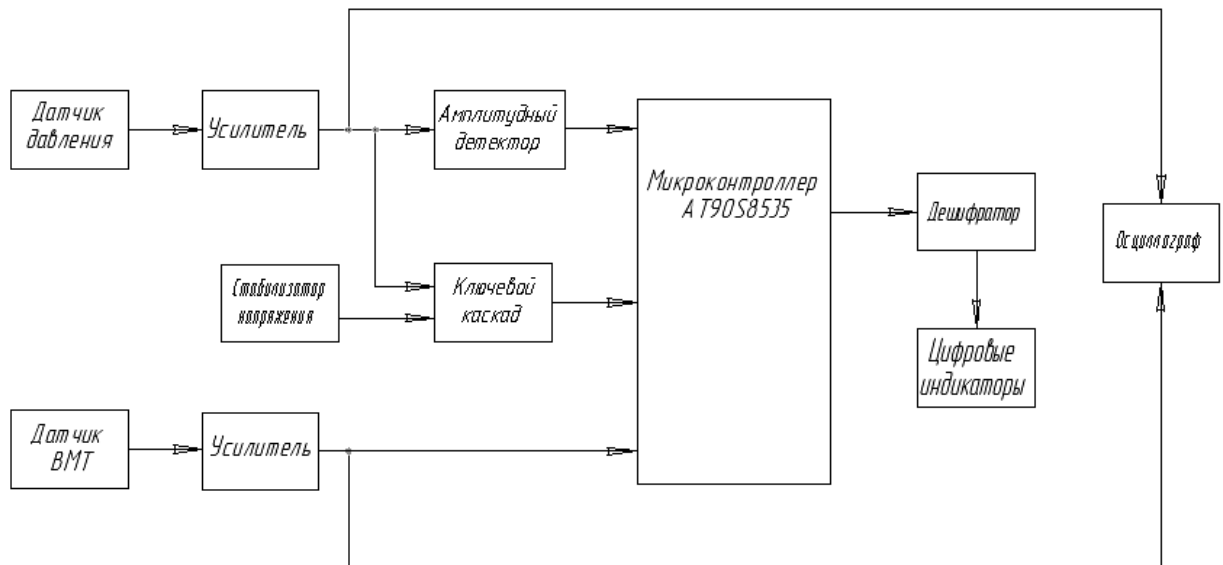 Датчик
давления
Усилитель
Амплитудный
детектор
Микроконтроллер
AT90S8535
Дешифратор
Осциллограф
Стабилизатор
напряжения
Ключевой
каскад
Цифровые
индикаторы
Датчик
ВМТ
Усилитель